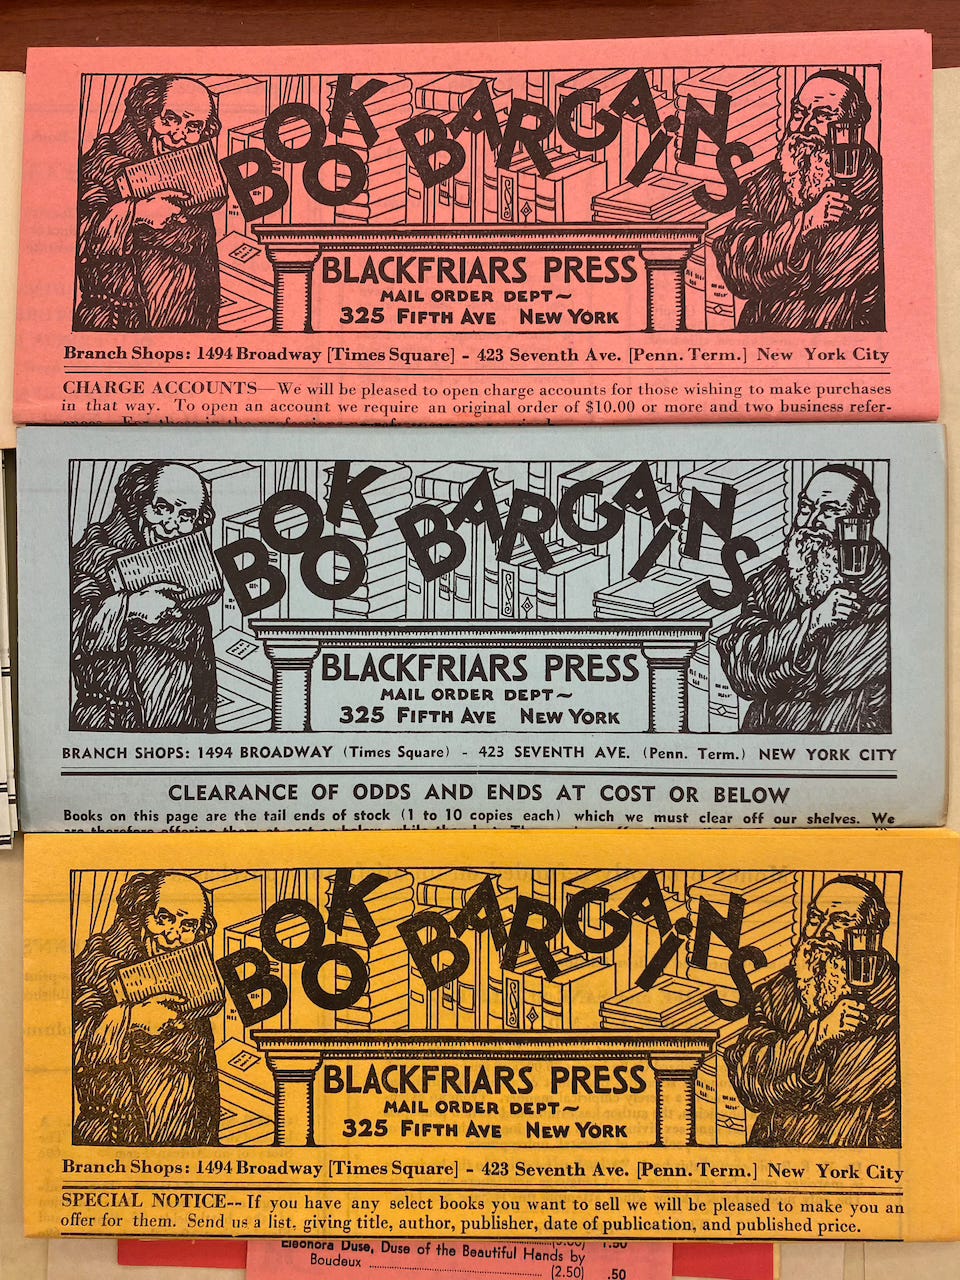 BOOK BARGAiNS
BLACKFRIARS PRESS
MAIL ORDER DEPT~
325 FIFTH AVE NEW YORK
Branch Shops: 1494 Broadway [Times Square] - 423 Seventh Ave. [Penn. Term.] New York City
CHARGE ACCOUNTS—We will be pleased to open charge accounts for those wishing to make purchases
in that way. To open an account we require an original order of $10.00 or more and two business refer-
BOOK BARGAiNS
BLACKFRIARS PRESS
MAIL ORDER DEPT~
325 FIFTH AVE NEW YORK
BRANCH SHOPS: 1494 BROADWAY (Times Square) - 423 SEVENTH AVE. (Penn. Term.) NEW YORK CITY
CLEARANCE OF ODDS AND ENDS AT COST OR BELOW
Books on this page are the tail ends of stock (1 to 10 copies each) which we must clear off our shelves. We
BOOK BARGAiNS
BLACKFRIARS PRESS
MAIL ORDER DEPT~
325 FIFTH AVE NEW YORK
Branch Shops: 1494 Broadway [Times Square] - 423 Seventh Ave. [Penn. Term.] New York City
SPECIAL NOTICE-- If you have any select books you want to sell we will be pleased to make you an
offer for them. Send us a list, giving title, author, publisher, date of publication, and published price.
Eleonora Duse, Duse of the Beautiful Hands by
Boudeux ........ (2.50) .50